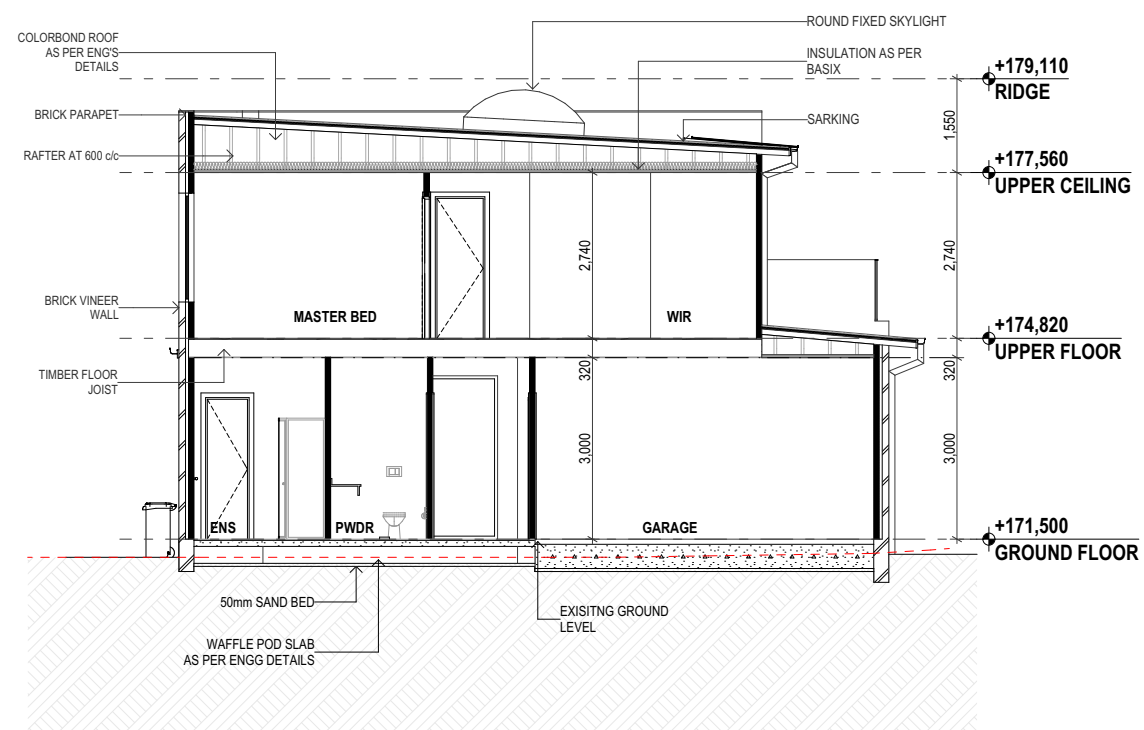 ROUND FIXED SKYLIGHT
COLORBOND ROOF
AS PER ENG'S
DETAILS
INSULATION AS PER
BASIX
+179,110
RIDGE
BRICK PARAPET
SARKING
1,550
RAFTER AT 600 c/c
+177,560
UPPER CEILING
2,740
2,740
BRICK VINEER
WALL
MASTER BED
WIR
+174,820
UPPER FLOOR
TIMBER FLOOR
JOIST
320
320
3,000
3,000
ENS
PWDR
GARAGE
+171,500
GROUND FLOOR
50mm SAND BED
EXISITNG GROUND
LEVEL
WAFFLE POD SLAB
AS PER ENGG DETAILS